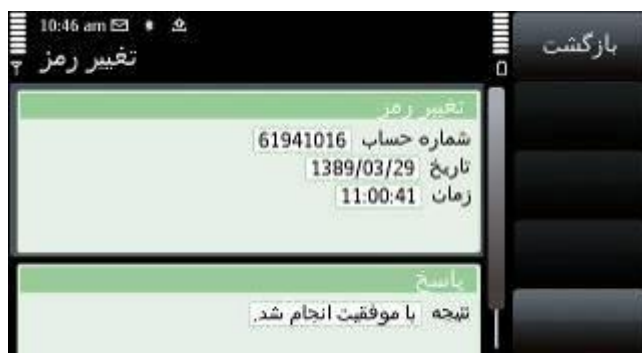 10:46 am
تغییر رمز
بازگشت
تغییر رمز
شماره حساب 61941016
تاریخ 1389/03/29
زمان 11:00:41
پاسخ
نتیجه با موفقیت انجام شد.